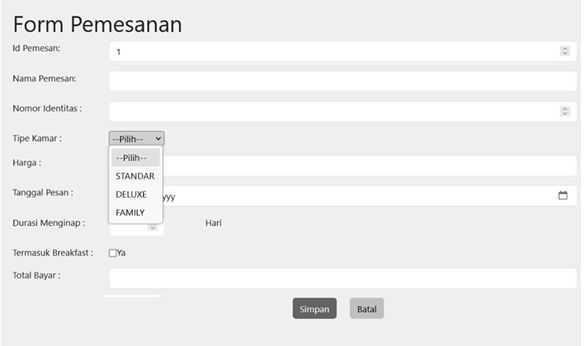 Form Pemesanan
Id Pemesan:
1
Nama Pemesan:
Nomor Identitas :
Tipe Kamar :
--Pilih--
--Pilih--
STANDAR
DELUXE
FAMILY
Harga :
Tanggal Pesan :
yyy
Durasi Menginap :
Hari
Termasuk Breakfast :
Ya
Total Bayar :
Simpan Batal